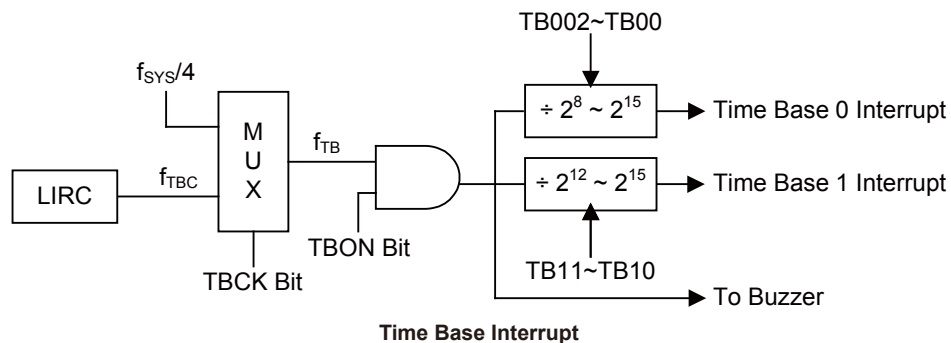 TB002~TB00
fSYS/4
M
U
X
÷ 2^8 ~ 2^15
Time Base 0 Interrupt
fTB
LIRC
fTBC
÷ 2^12 ~ 2^15
Time Base 1 Interrupt
TBON Bit
TBCK Bit
TB11~TB10
To Buzzer
Time Base Interrupt